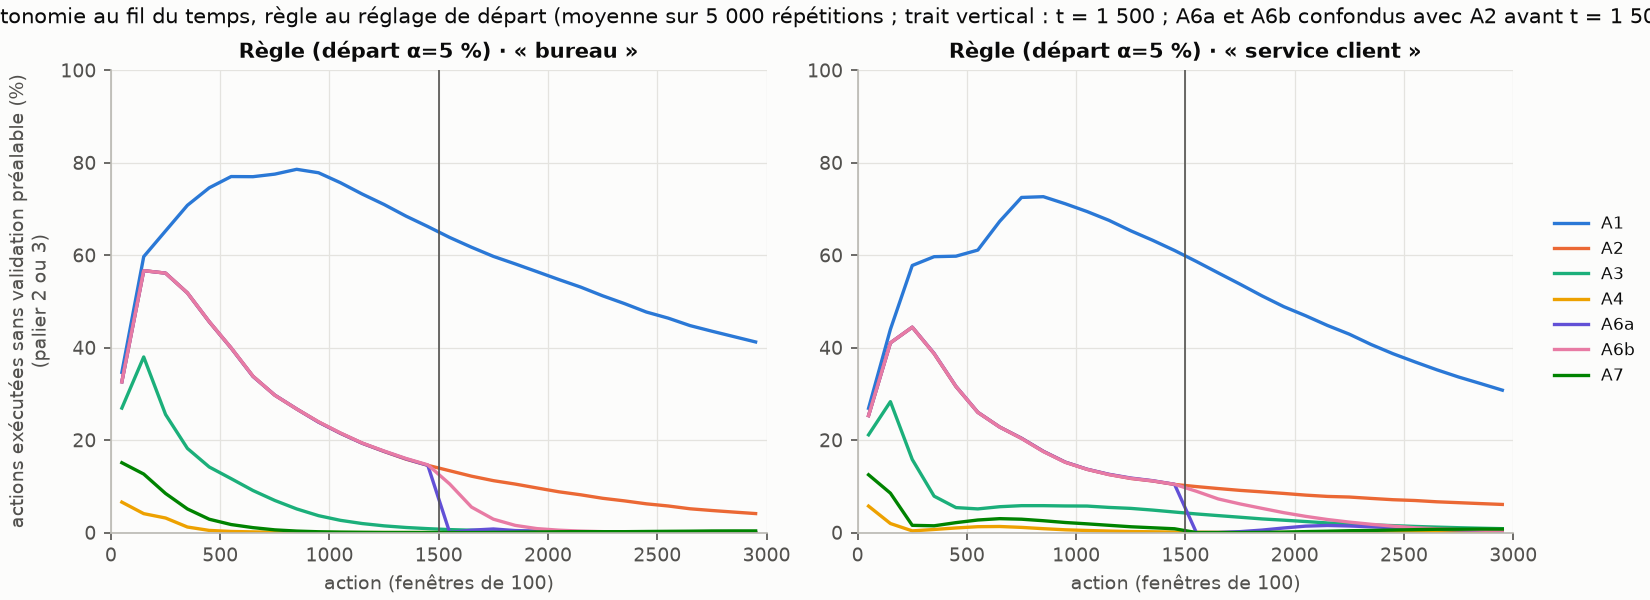 tonomie au fil du temps, règle au réglage de départ (moyenne sur 5 000 répétitions ; trait vertical : t = 1 500 ; A6a et A6b confondus avec A2 avant t = 1 50
Règle (départ α=5 %) · « bureau »
Règle (départ α=5 %) · « service client »
actions exécutées sans validation préalable (%)
(palier 2 ou 3)
100
80
60
40
20
0
0 500 1000 1500 2000 2500 3000
action (fenêtres de 100)
100
80
60
40
20
0
0 500 1000 1500 2000 2500 3000
action (fenêtres de 100)
A1
A2
A3
A4
A6a
A6b
A7